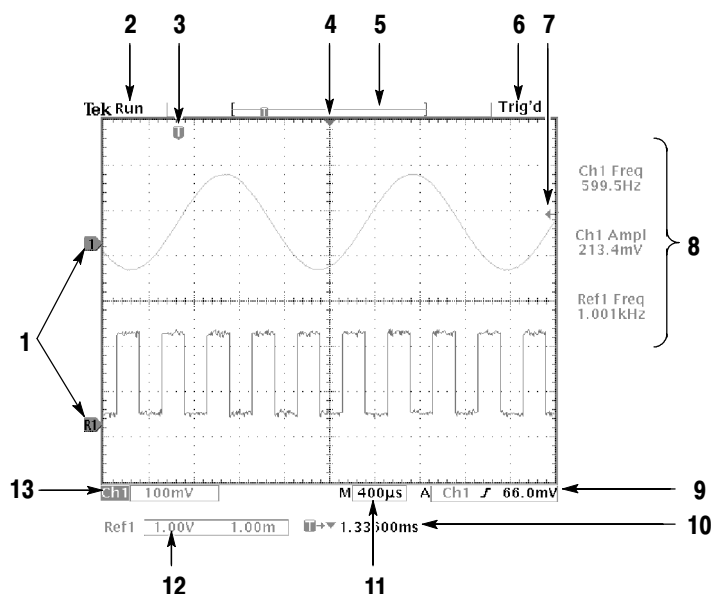 2 3 4 5 6 7
Tek Run T Trig'd
T
Ch1 Freq
599.5Hz
1
Ch1 Ampl
213.4mV
8
Ref1 Freq
1.001kHz
1
R1
13 Ch1 100mV M 400µs A Ch1 66.0mV 9
Ref1 1.00V 1.00m T 1.33600ms 10
12 11